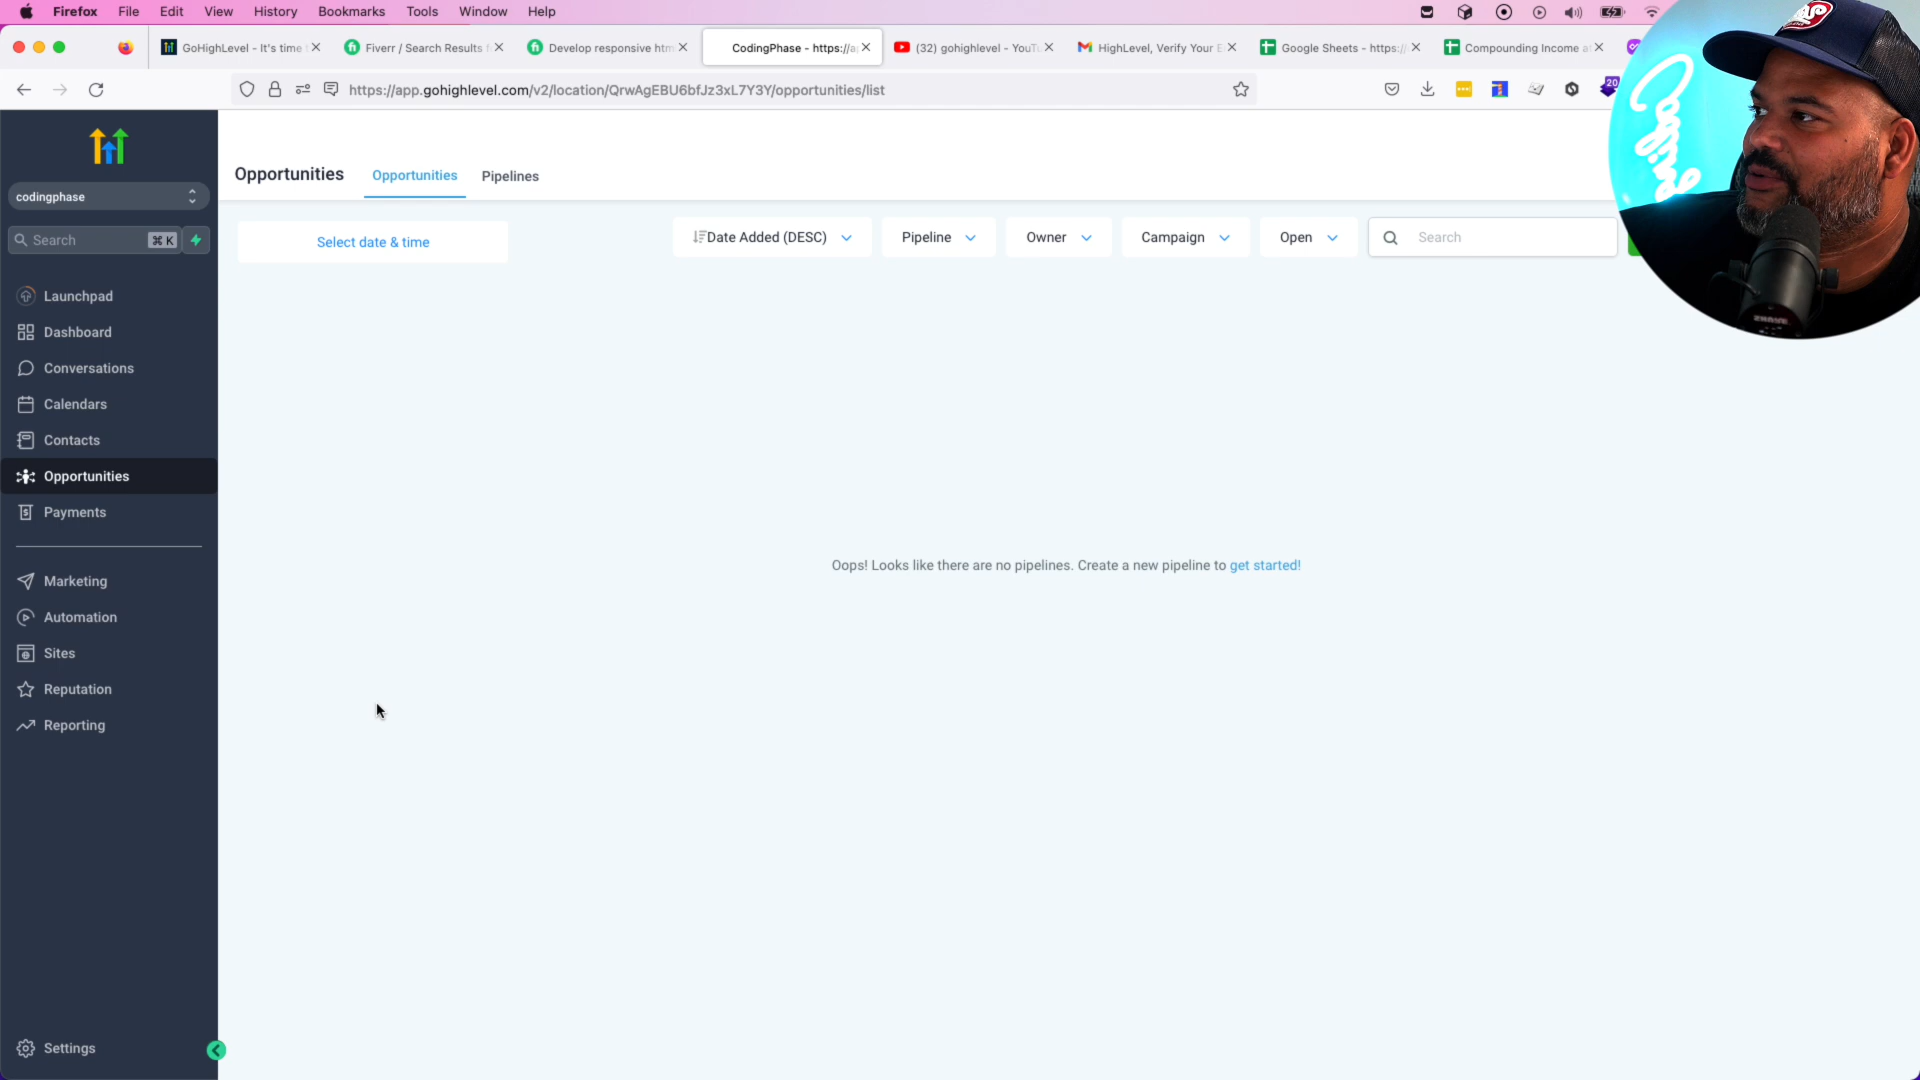 Firefox File Edit View History Bookmarks Tools Window Help
GoHighLevel - It's time
Fiverr / Search Results f
Develop responsive htm
CodingPhase - https://a
(32) gohighlevel - YouTu
HighLevel, Verify Your E
Google Sheets - https:/
Compounding Income a
https://app.gohighlevel.com/v2/location/QrwAgEBU6bfJz3xL7Y3Y/opportunities/list
20
codingphase
Search ⌘ K
Launchpad
Dashboard
Conversations
Calendars
Contacts
Opportunities
Payments
Marketing
Automation
Sites
Reputation
Reporting
Settings
Opportunities Opportunities Pipelines
Select date & time Date Added (DESC) Pipeline Owner Campaign Open Search
Oops! Looks like there are no pipelines. Create a new pipeline to get started!